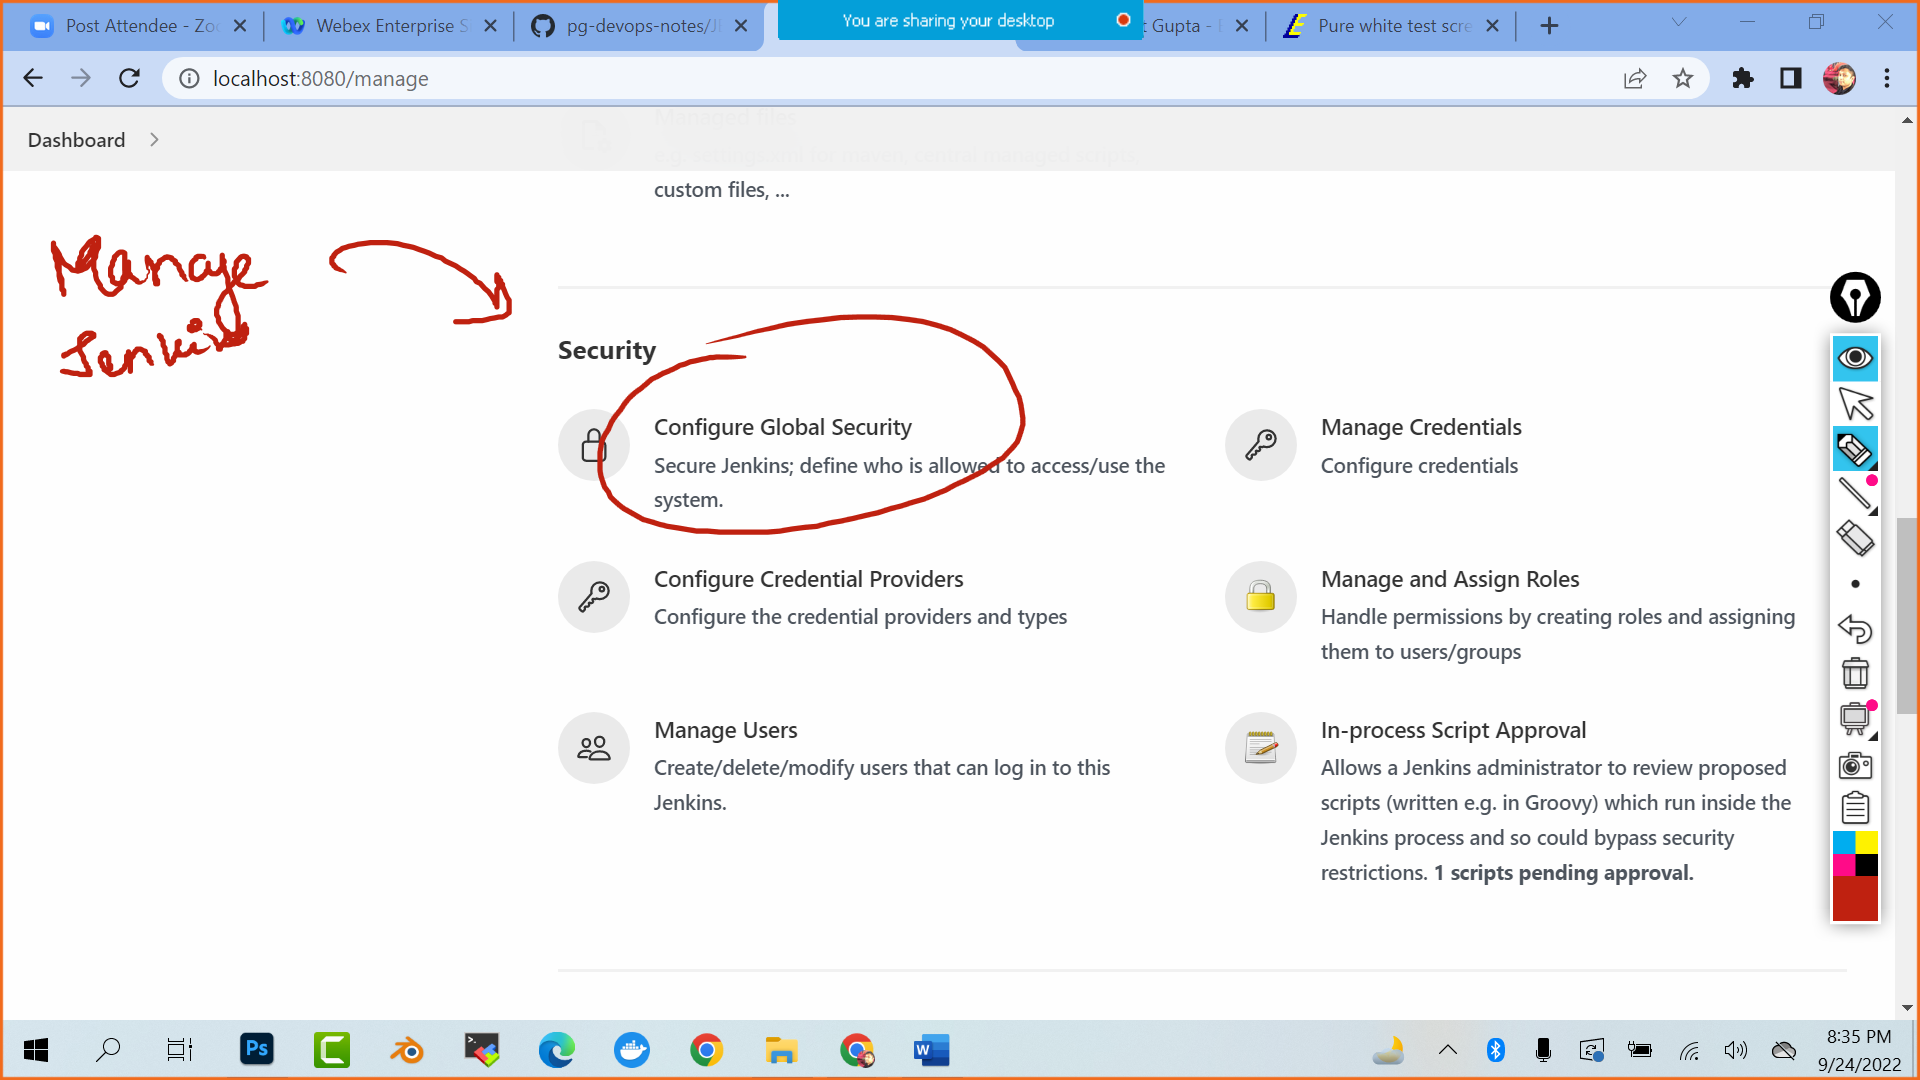 Post Attendee - Zoo
Webex Enterprise S
pg-devops-notes/JE
You are sharing your desktop
t Gupta -
Pure white test scre
localhost:8080/manage
Dashboard
Managed files
custom files, ...
Manage
Jenkins
Security
Configure Global Security
Secure Jenkins; define who is allowed to access/use the
system.
Manage Credentials
Configure credentials
Configure Credential Providers
Configure the credential providers and types
Manage and Assign Roles
Handle permissions by creating roles and assigning
them to users/groups
Manage Users
Create/delete/modify users that can log in to this
Jenkins.
In-process Script Approval
Allows a Jenkins administrator to review proposed
scripts (written e.g. in Groovy) which run inside the
Jenkins process and so could bypass security
restrictions. 1 scripts pending approval.
Ps
W
8:35 PM
9/24/2022